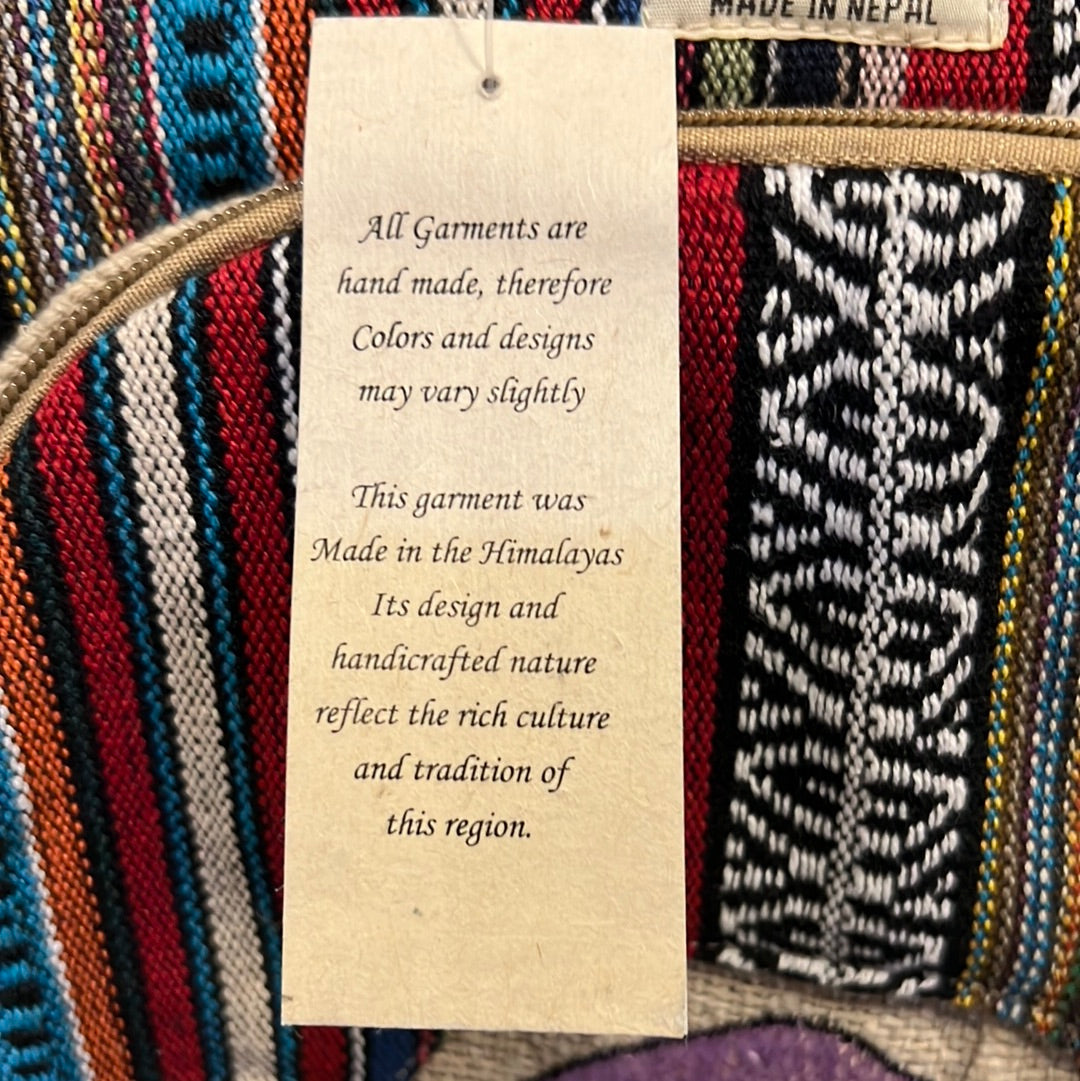 MADE IN NEPAL
All Garments are
hand made, therefore
Colors and designs
may vary slightly
This garment was
Made in the Himalayas
Its design and
handicrafted nature
reflect the rich culture
and tradition of
this region.